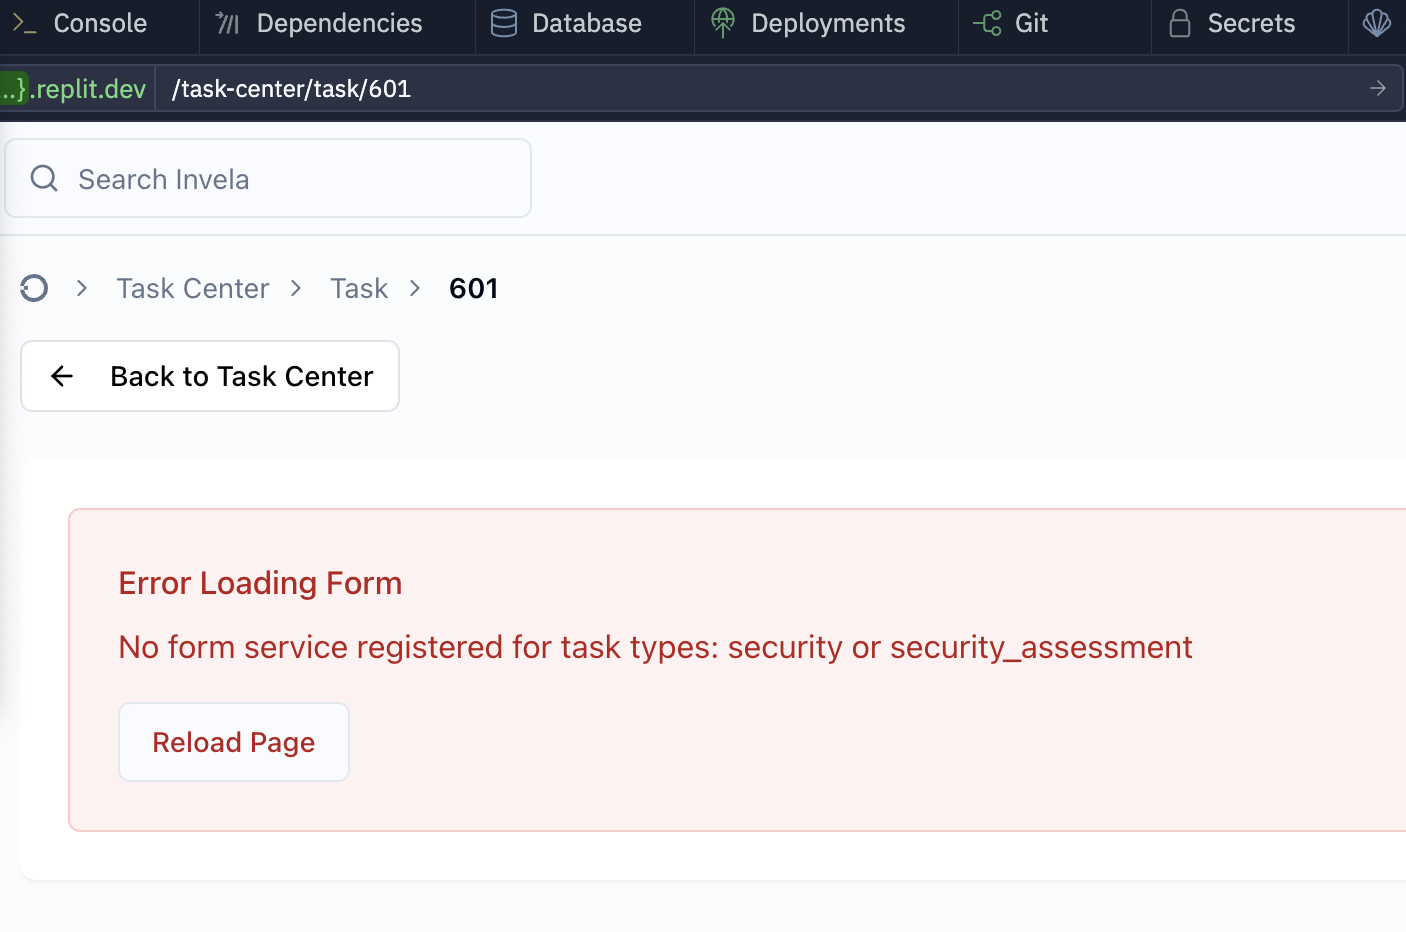 Console Dependencies Database Deployments Git Secrets
..}.replit.dev /task-center/task/601
Search Invela
Task Center Task 601
Back to Task Center
Error Loading Form
No form service registered for task types: security or security_assessment
Reload Page